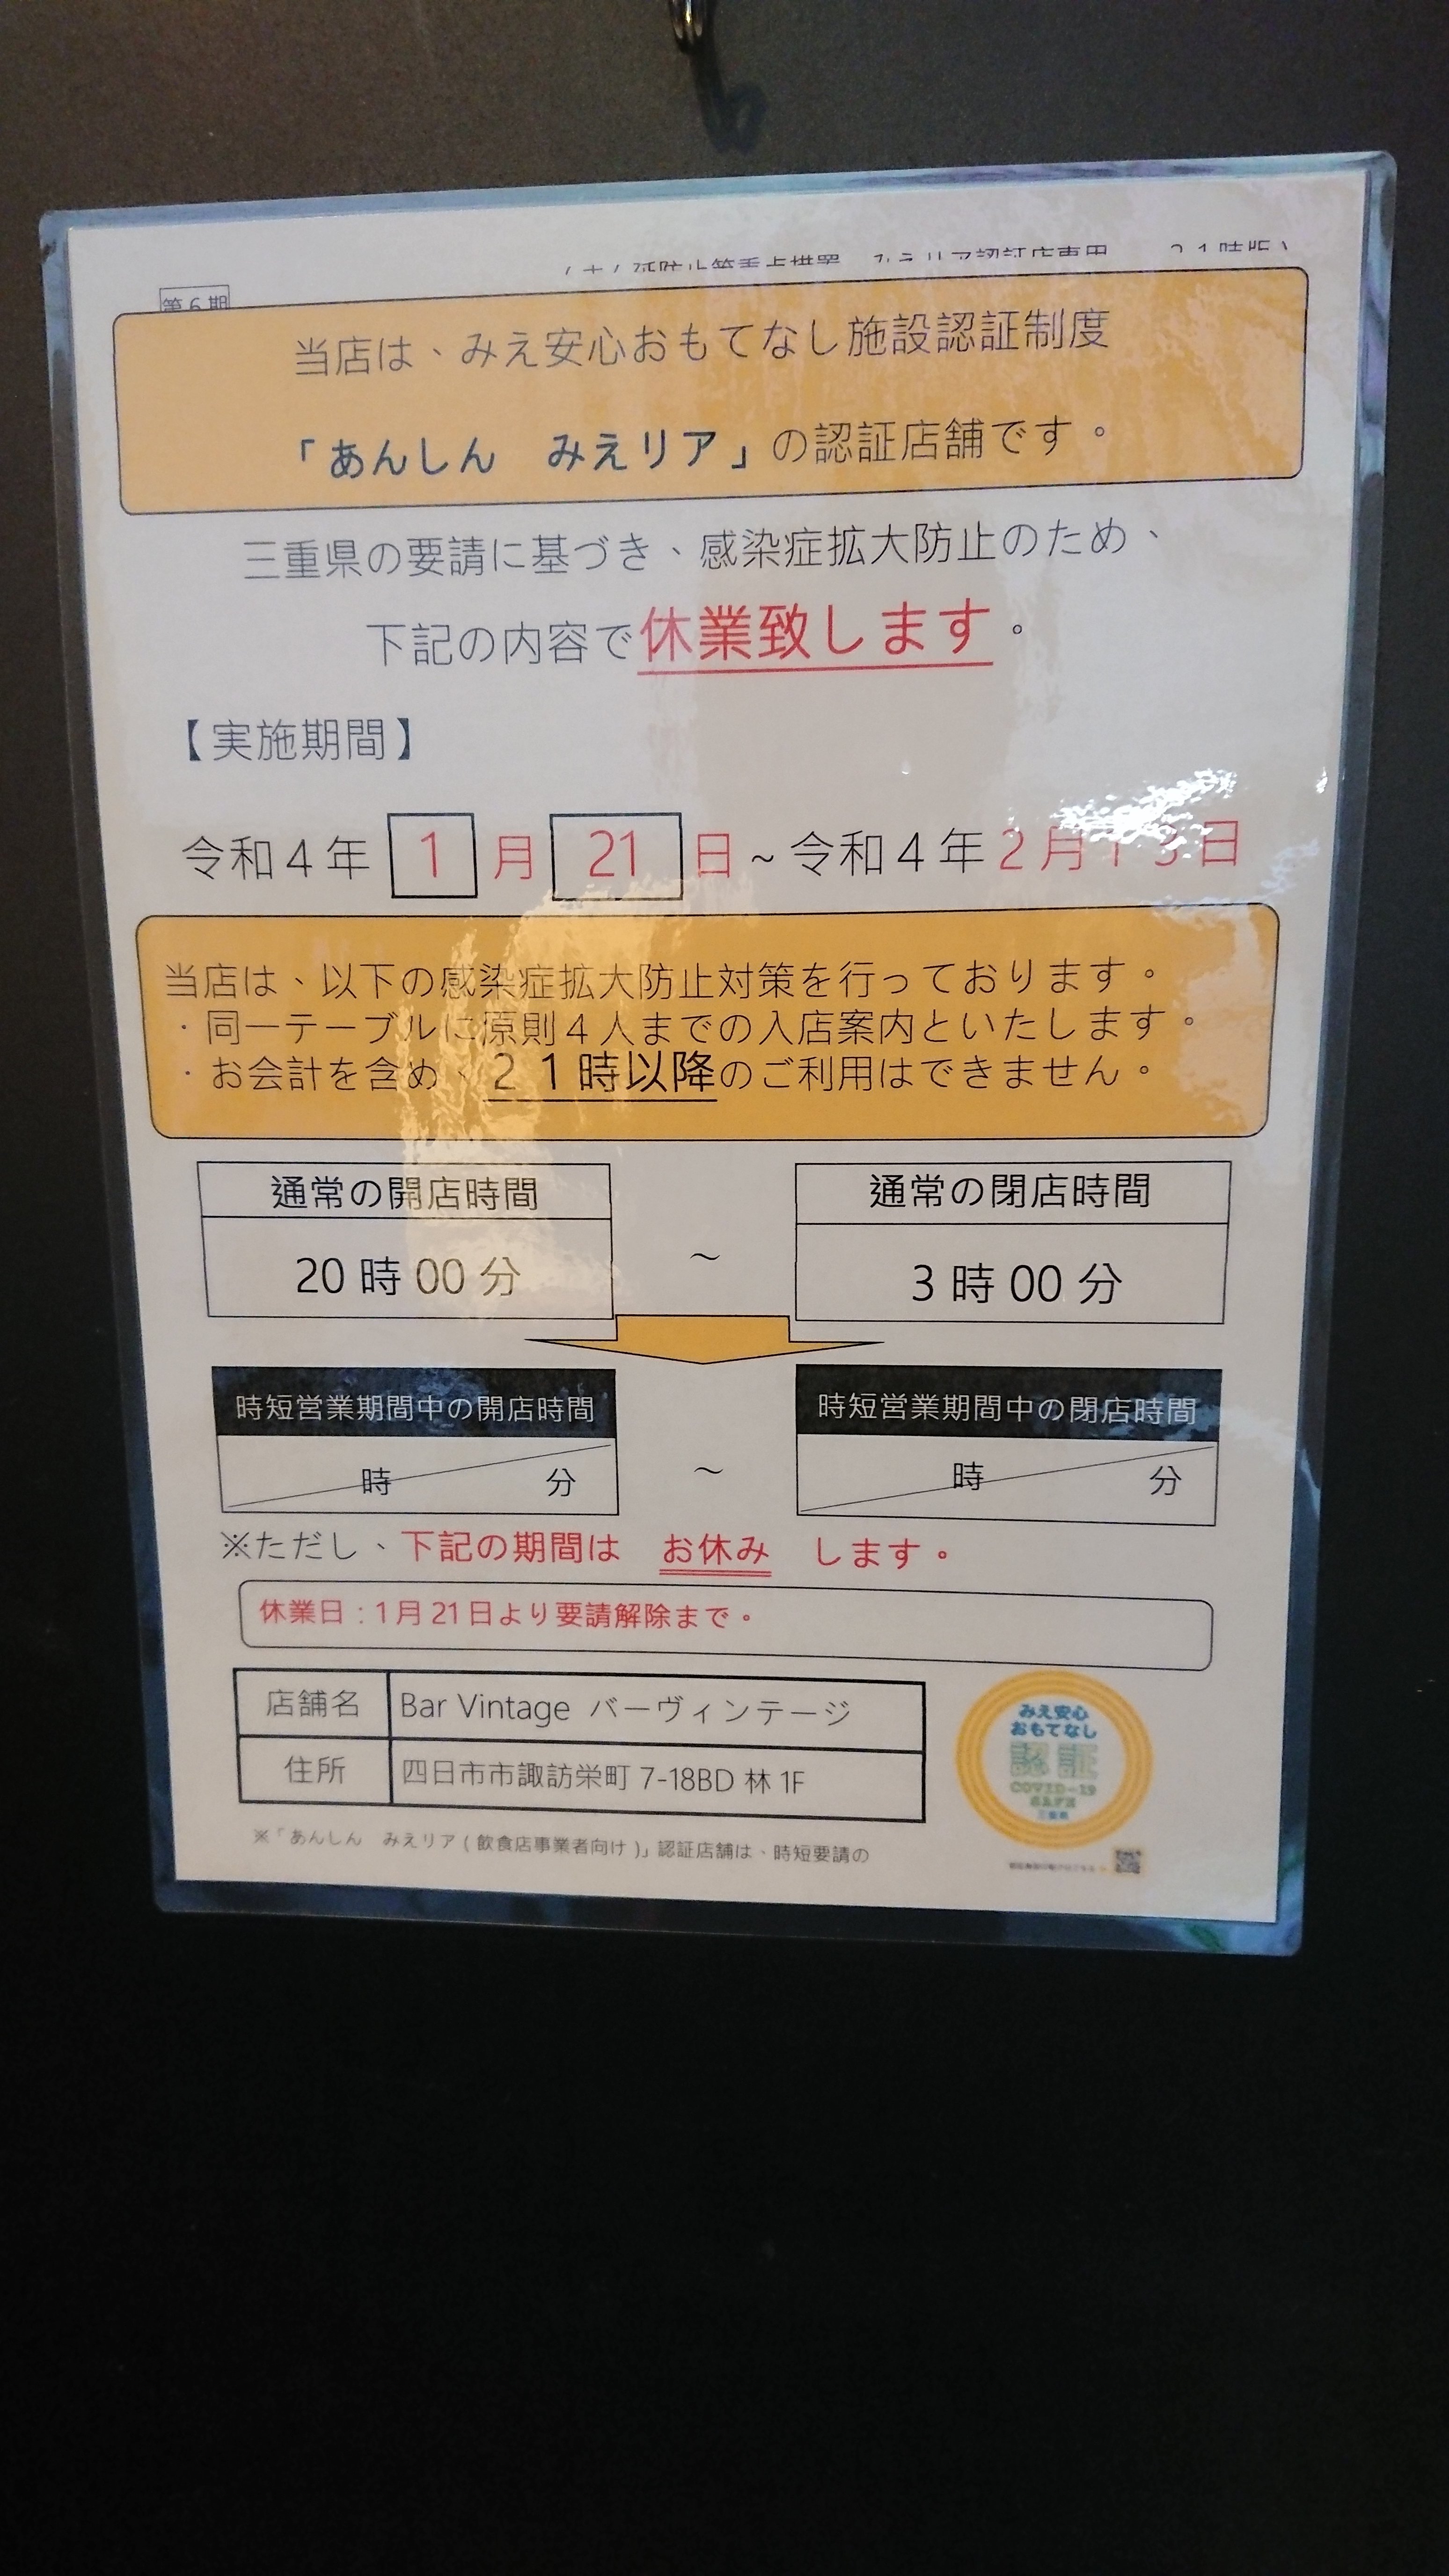 第6期
当店は、みえ安心おもてなし施設認証制度
「あんしん　みえリア」の認証店舗です。
三重県の要請に基づき、感染症拡大防止のため、
下記の内容で休業致します。
【実施期間】
令和４年 1 月 21 日 ~ 令和４年２月１３日
当店は、以下の感染症拡大防止対策を行っております。
・同一テーブルに原則４人までの入店案内といたします。
・お会計を含め、２１時以降のご利用はできません。
通常の開店時間 通常の閉店時間
20 時 00 分 ～ 3 時 00 分
時短営業期間中の開店時間 時短営業期間中の閉店時間
時 分 ～ 時 分
※ただし、下記の期間は　お休み　します。
休業日：1月21日より要請解除まで。
店舗名 Bar Vintage バーヴィンテージ
住所 四日市市諏訪栄町 7-18BD 林 1F
みえ安心
おもてなし
認証
COVID-19
SAFE
三重県
※「あんしん　みえリア（飲食店事業者向け）」認証店舗は、時短要請の